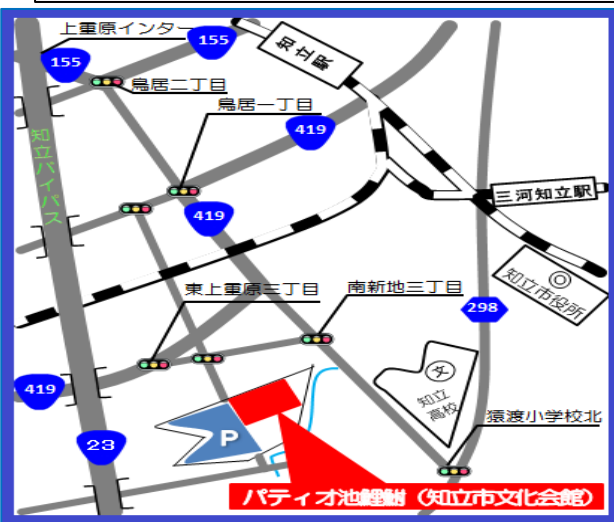 上重原インター
155
155
知立駅
鳥居二丁目
鳥居一丁目
419
知立バイパス
三河知立駅
419
知立市役所
東上重原三丁目
南新地三丁目
298
文
知立
高校
419
猿渡小学校北
23
P
パティオ池鯉鮒（知立市文化会館）